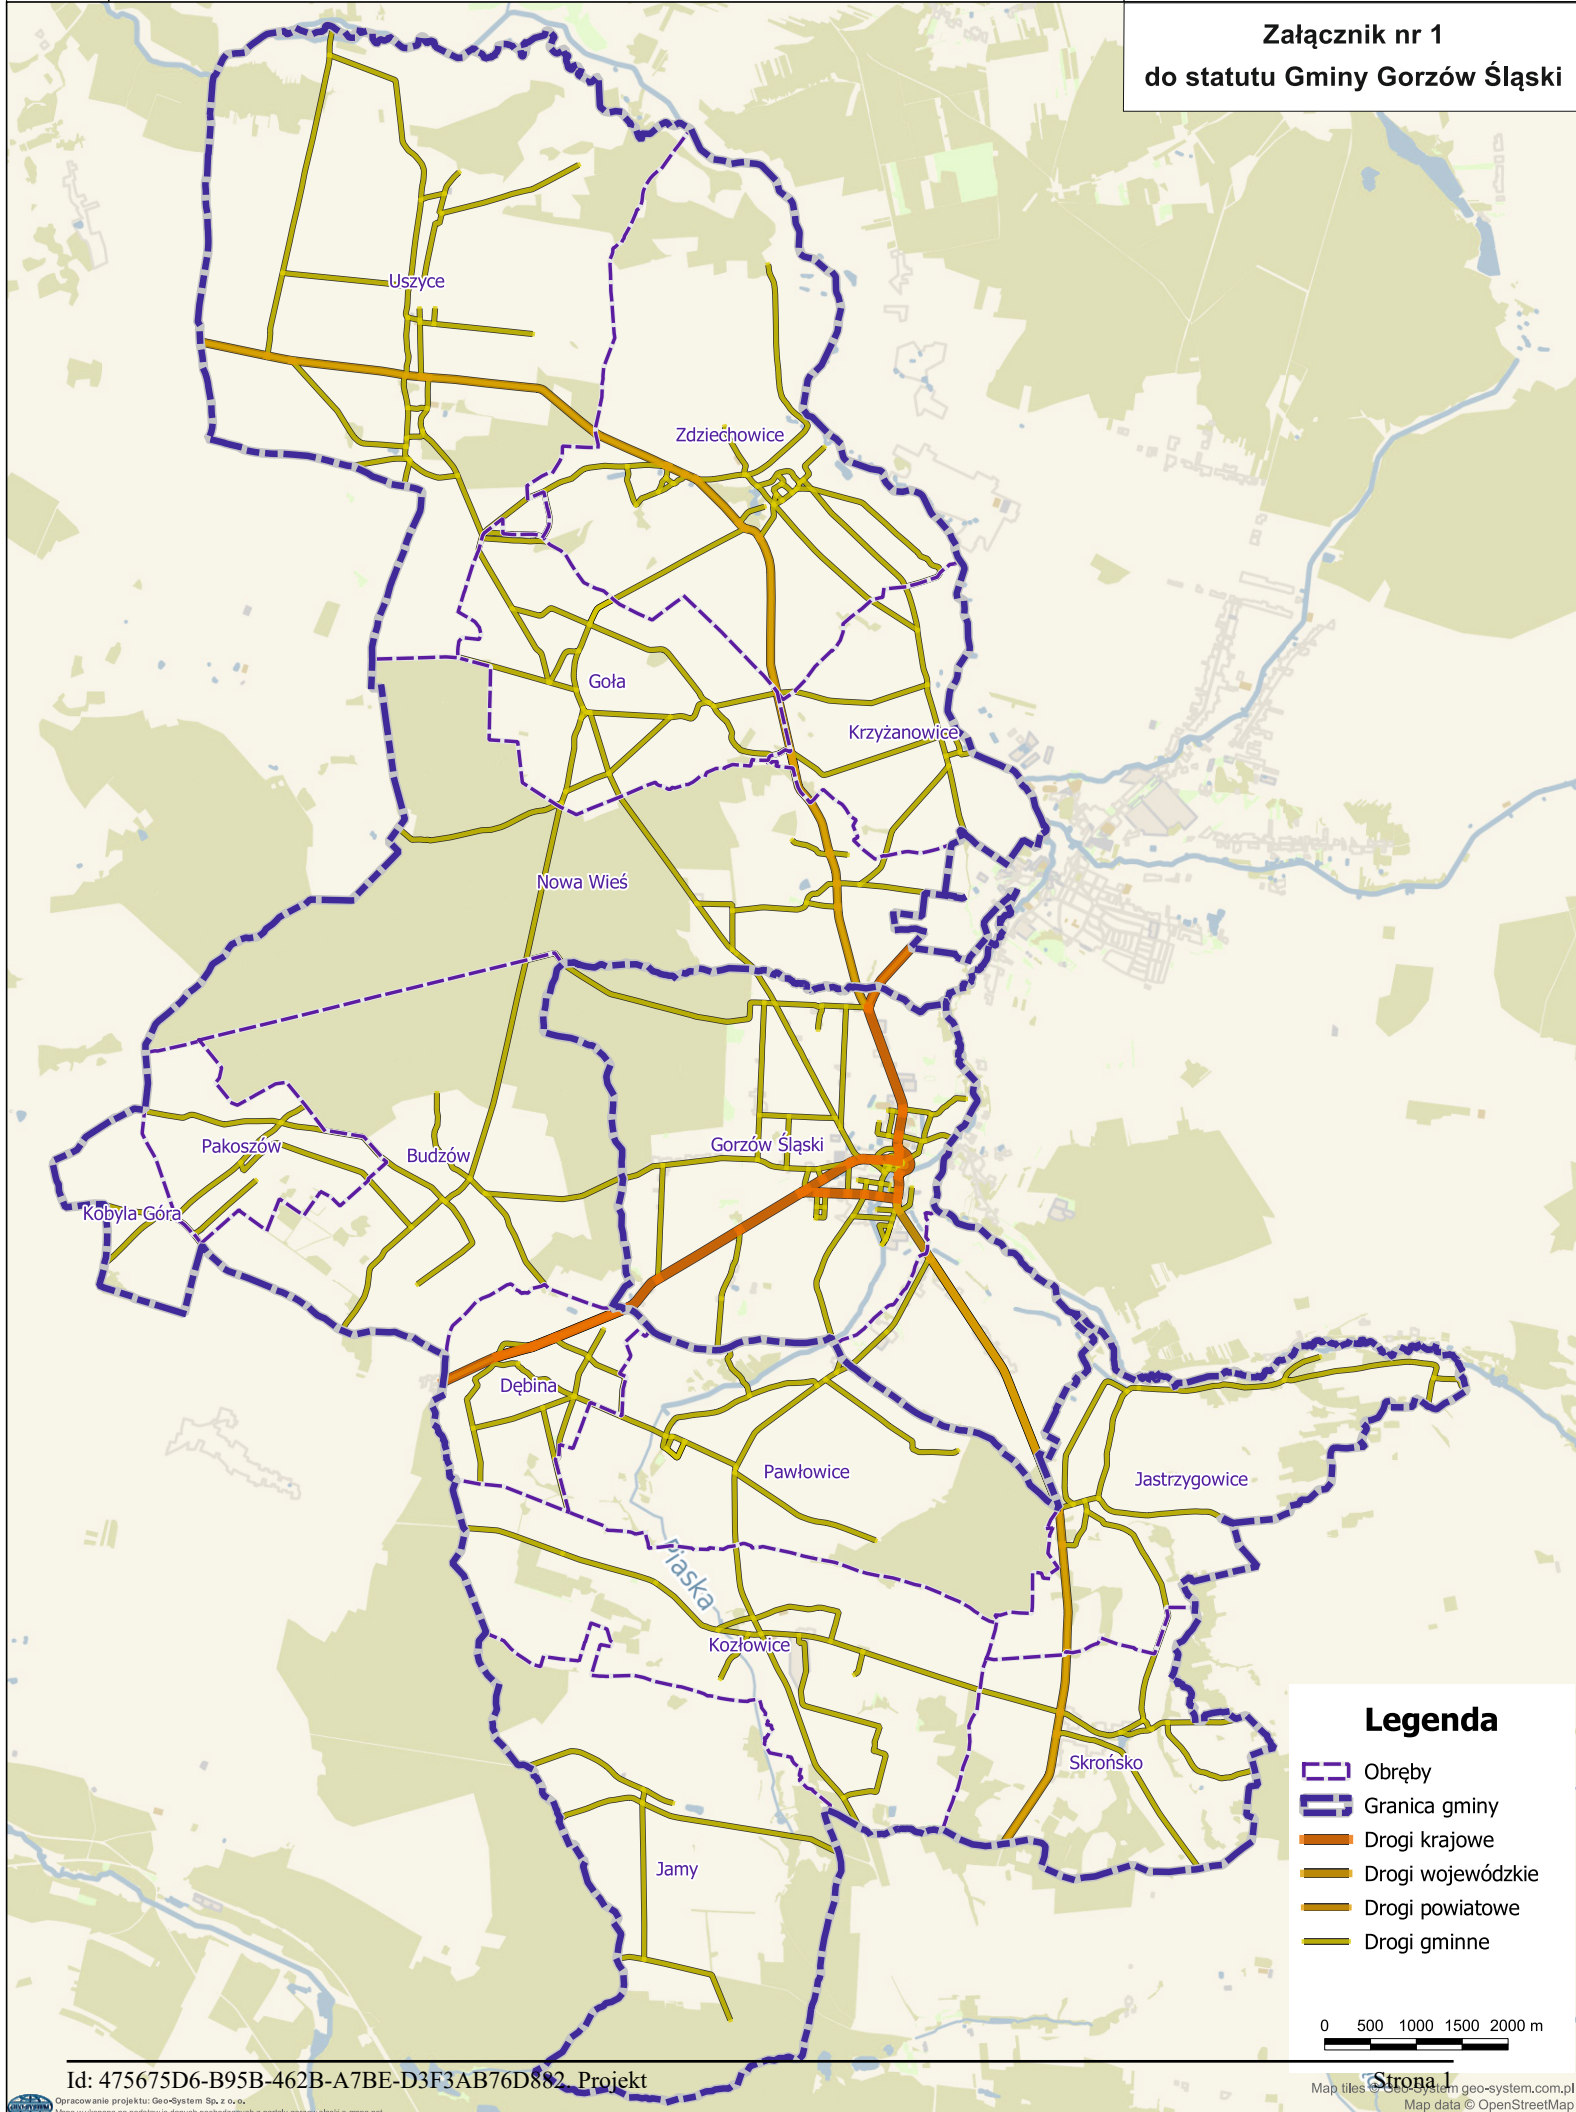 Załącznik nr 1
do statutu Gminy Gorzów Śląski
Uszyce
Zdziechowice
Goła
Krzyżanowice
Nowa Wieś
Pakoszów
Budzów
Gorzów Śląski
Kobyla Góra
Dębina
Pawłowice
Jastrzygowice
Piaska
Kozłowice
Skrońsko
Jamy
Legenda
Obręby
Granica gminy
Drogi krajowe
Drogi wojewódzkie
Drogi powiatowe
Drogi gminne
0 500 1000 1500 2000 m
Id: 475675D6-B95B-462B-A7BE-D3F3AB76D882. Projekt
Strona 1
Map tiles © Geo-System geo-system.com.pl
Map data © OpenStreetMap
Opracowanie projektu: Geo-System Sp. z o.o.